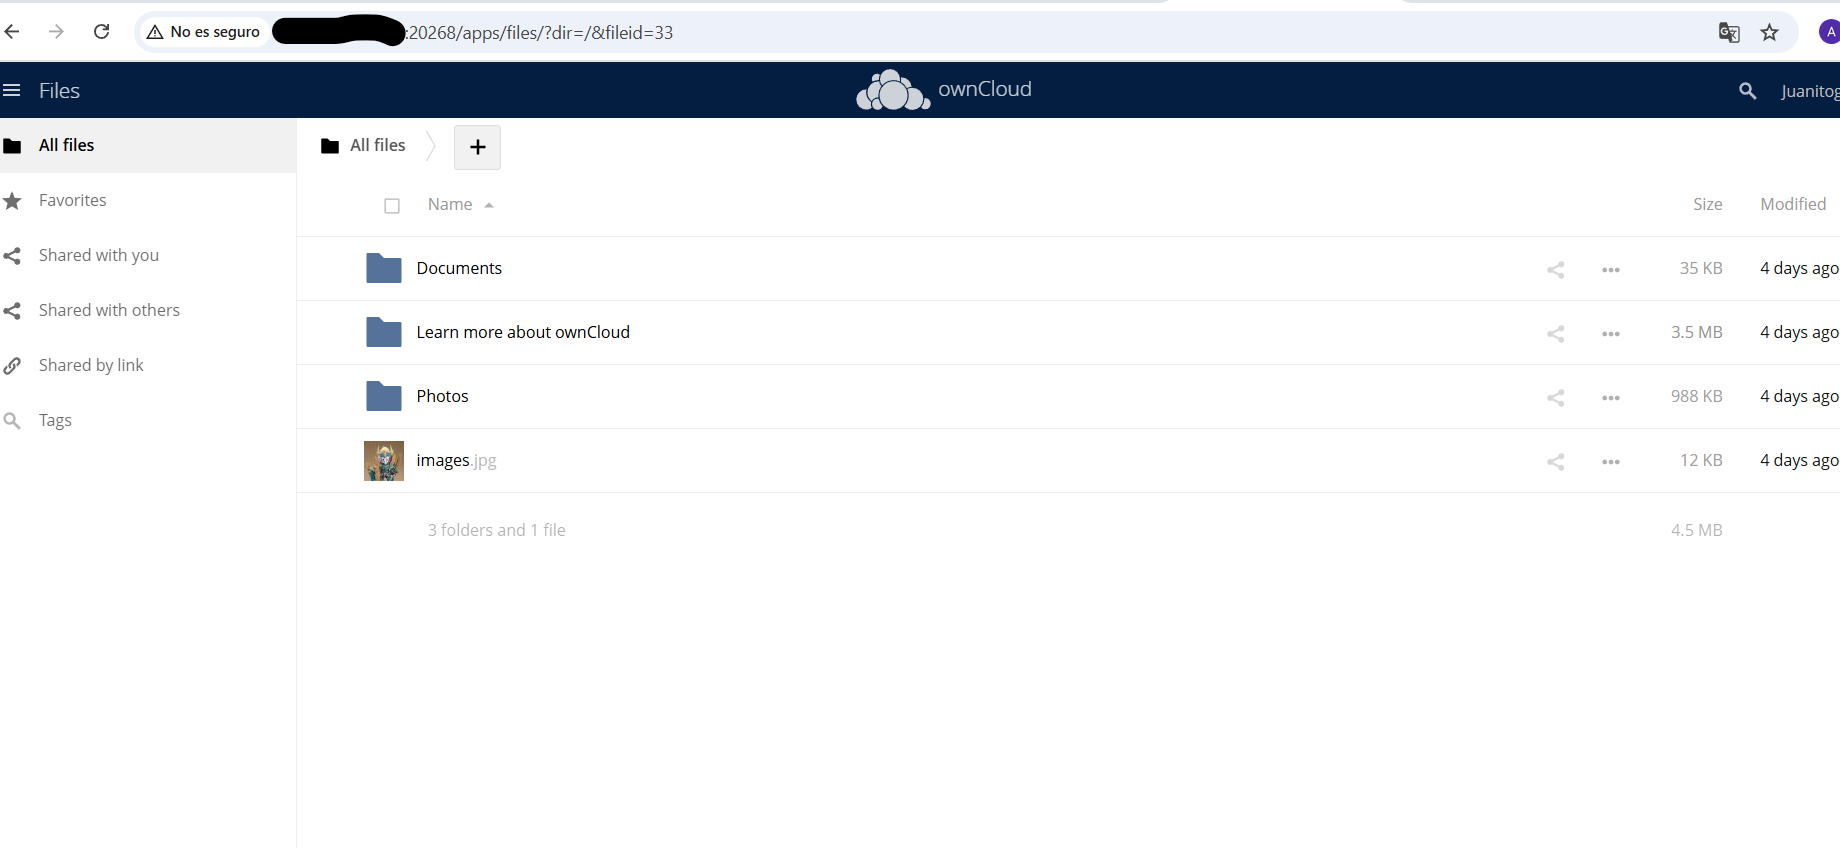 No es seguro :20268/apps/files/?dir=/&fileid=33 A
Files ownCloud Juanitog
All files
Favorites
Shared with you
Shared with others
Shared by link
Tags
All files +
Name Size Modified
Documents 35 KB 4 days ago
Learn more about ownCloud 3.5 MB 4 days ago
Photos 988 KB 4 days ago
images.jpg 12 KB 4 days ago
3 folders and 1 file 4.5 MB